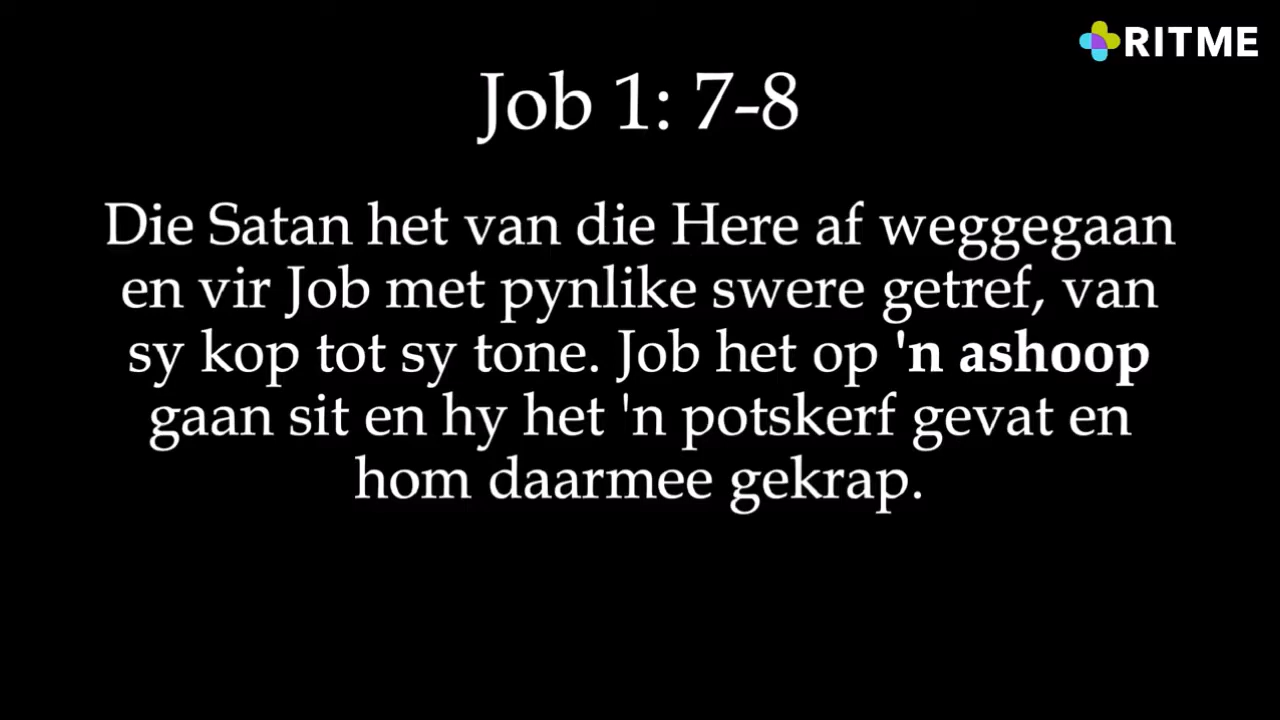 RITME
Job 1: 7-8
Die Satan het van die Here af weggegaan
en vir Job met pynlike swere getref, van
sy kop tot sy tone. Job het op 'n ashoop
gaan sit en hy het 'n potskerf gevat en
hom daarmee gekrap.